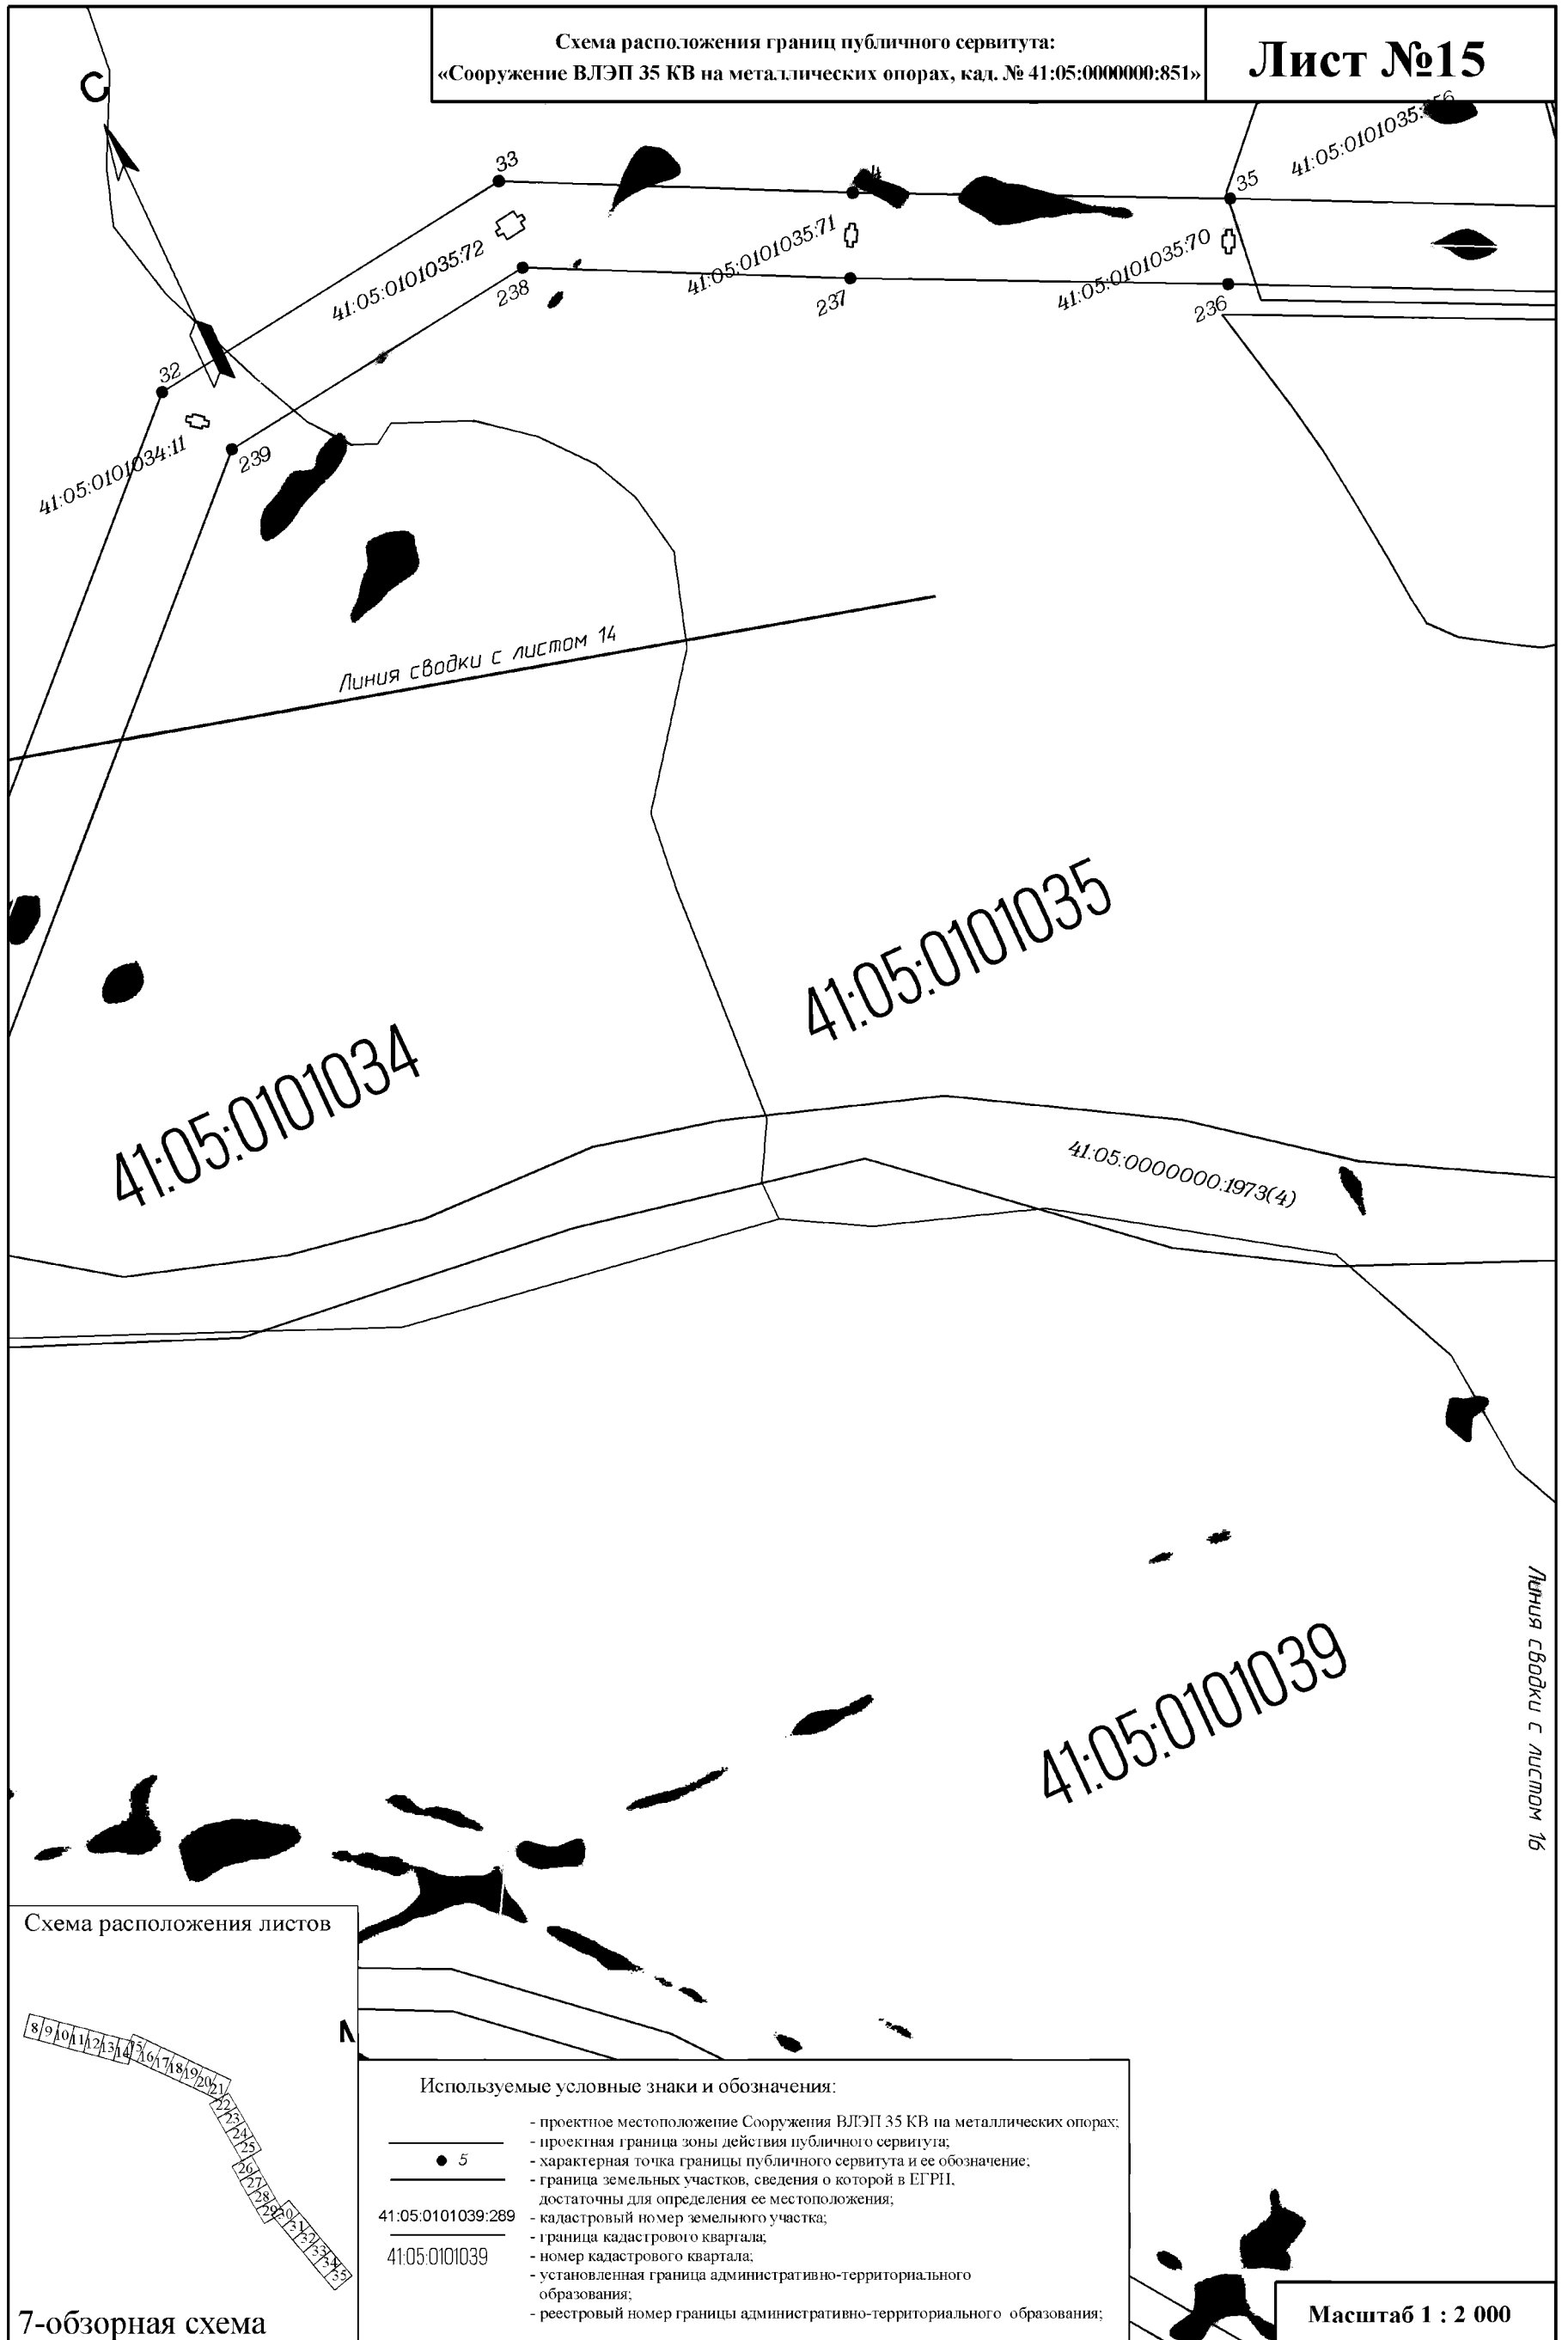 Схема расположения границ публичного сервитута:
«Сооружение ВЛЭП 35 КВ на металлических опорах, кад. № 41:05:0000000:851»
Лист №15
С
33
35
41:05:0101035:72
41:05:0101035:71
41:05:0101035:70
238
237
236
32
239
41:05:0101034:11
Линия сводки с листом 14
41:05:0101035
41:05:0101034
41:05:0000000:1973(4)
Линия сводки с листом 16
41:05:0101039
Схема расположения листов
8 9 10 11 12 13 14 15 16 17 18 19 20 21
22
23
24
25
26
27
28
29 30
31
32
33
34
35
7-обзорная схема
Используемые условные знаки и обозначения:
- проектное местоположение Сооружения ВЛЭП 35 КВ на металлических опорах;
- проектная граница зоны действия публичного сервитута;
5 - характерная точка границы публичного сервитута и ее обозначение;
- граница земельных участков, сведения о которой в ЕГРН,
достаточны для определения ее местоположения;
41:05:0101039:289 - кадастровый номер земельного участка;
- граница кадастрового квартала;
41:05:0101039 - номер кадастрового квартала;
- установленная граница административно-территориального
образования;
- реестровый номер границы административно-территориального образования;
Масштаб 1 : 2 000